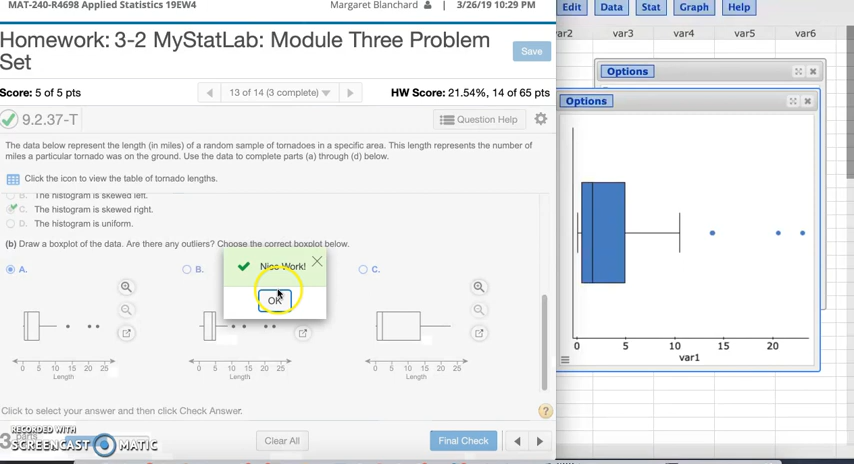 MAT-240-R4698 Applied Statistics 19EW4
Margaret Blanchard | 3/26/19 10:29 PM
Homework: 3-2 MyStatLab: Module Three Problem
Set
Save
Score: 5 of 5 pts
13 of 14 (3 complete)
HW Score: 21.54%, 14 of 65 pts
9.2.37-T
Question Help
The data below represent the length (in miles) of a random sample of tornadoes in a specific area. This length represents the number of
miles a particular tornado was on the ground. Use the data to complete parts (a) through (d) below.
Click the icon to view the table of tornado lengths.
B. The histogram is skewed left.
C. The histogram is skewed right.
D. The histogram is uniform.
(b) Draw a boxplot of the data. Are there any outliers? Choose the correct boxplot below.
A.
B.
C.
Nice Work!
OK
0 5 10 15 20 25
Length
0 5 10 15 20 25
Length
0 5 10 15 20 25
Length
Click to select your answer and then click Check Answer.
?
3 parts
RECORDED WITH
SCREENCAST MATIC
Clear All
Final Check
Edit Data Stat Graph Help
var2 var3 var4 var5 var6
Options
Options
0 5 10 15 20
var1